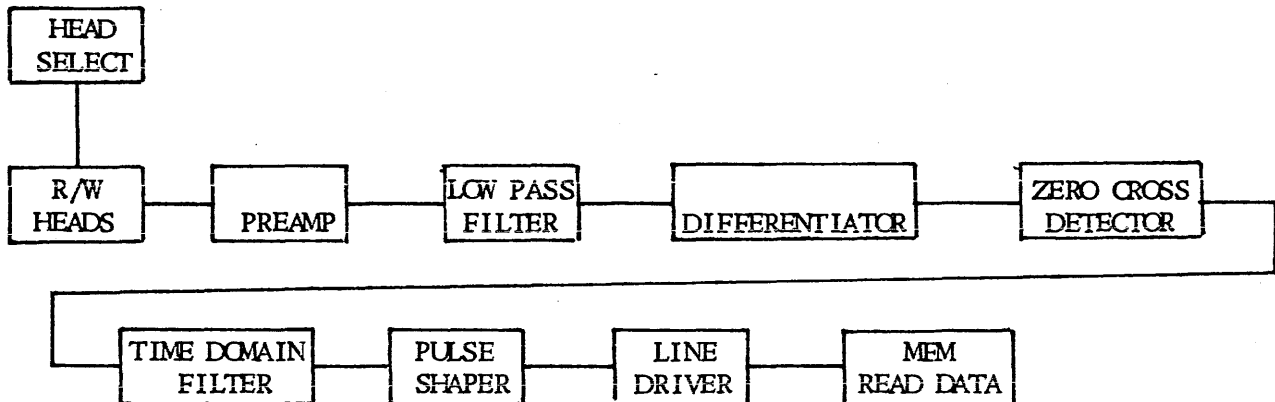 HEAD
SELECT
R/W
HEADS
PREAMP
LOW PASS
FILTER
DIFFERENTIATOR
ZERO CROSS
DETECTOR
TIME DOMAIN
FILTER
PULSE
SHAPER
LINE
DRIVER
MFM
READ DATA